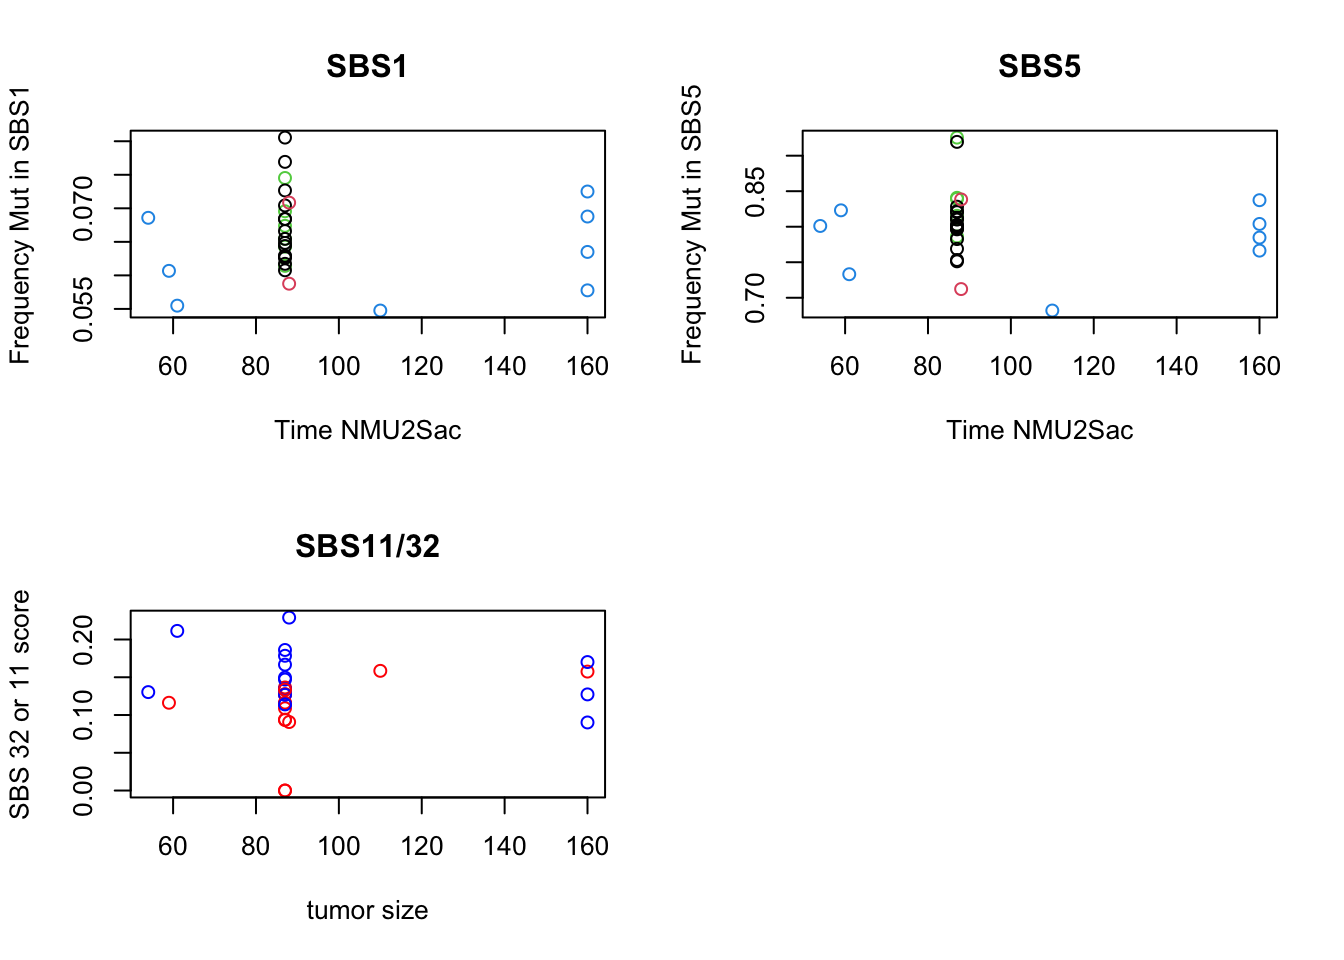 SBS1
Frequency Mut in SBS1
0.055 0.070
60 80 100 120 140 160
Time NMU2Sac
SBS5
Frequency Mut in SBS5
0.70 0.85
60 80 100 120 140 160
Time NMU2Sac
SBS11/32
SBS 32 or 11 score
0.00 0.10 0.20
60 80 100 120 140 160
tumor size